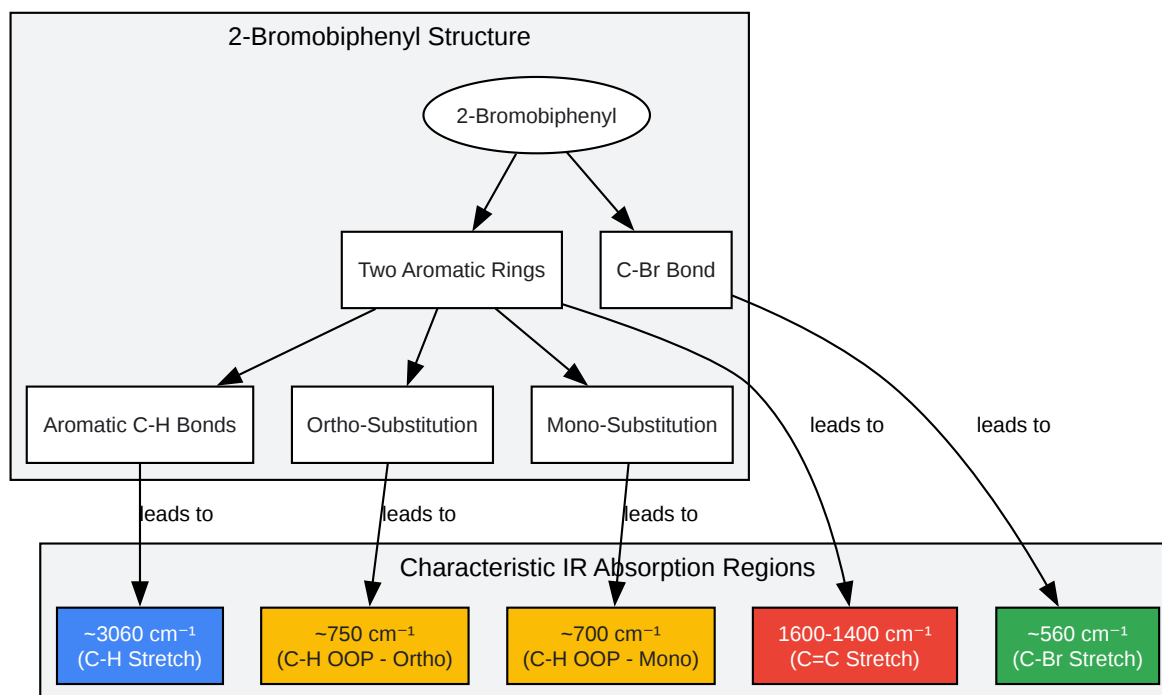 2-Bromobiphenyl Structure
2-Bromobiphenyl
Two Aromatic Rings
C-Br Bond
Aromatic C-H Bonds
Ortho-Substitution
Mono-Substitution
leads to
leads to
leads to
leads to
leads to
Characteristic IR Absorption Regions
~3060 cm⁻¹
(C-H Stretch)
~750 cm⁻¹
(C-H OOP - Ortho)
~700 cm⁻¹
(C-H OOP - Mono)
1600-1400 cm⁻¹
(C=C Stretch)
~560 cm⁻¹
(C-Br Stretch)